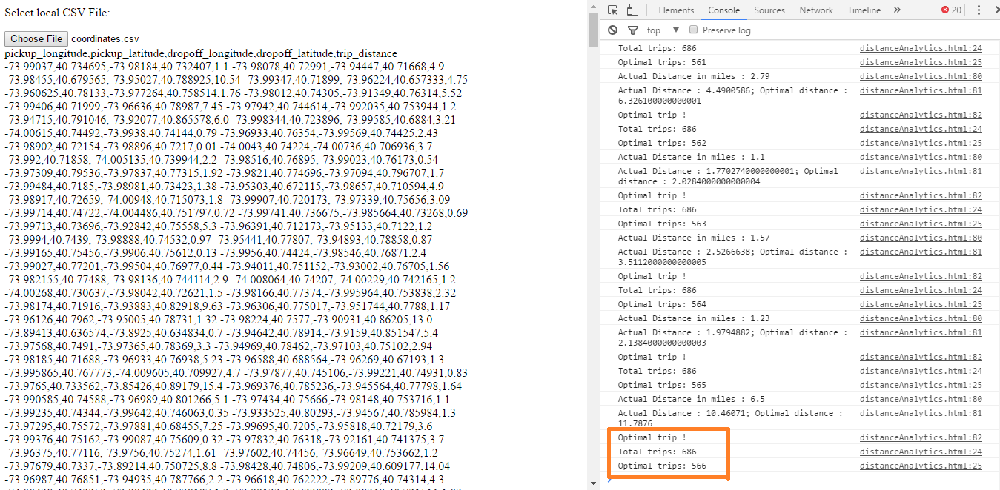 Select local CSV File:
Choose File coordinates.csv
pickup_longitude,pickup_latitude,dropoff_longitude,dropoff_latitude,trip_distance
-73.99037,40.734695,-73.98184,40.732407,1.1 -73.98078,40.72991,-73.94447,40.71668,4.9
-73.98455,40.679565,-73.95027,40.788925,10.54 -73.99347,40.71899,-73.96224,40.657333,4.75
-73.960625,40.78133,-73.977264,40.758514,1.76 -73.98012,40.74305,-73.91349,40.76314,5.52
-73.99406,40.71999,-73.96636,40.78987,7.45 -73.97942,40.744614,-73.992035,40.753944,1.2
-73.94715,40.791046,-73.92077,40.865578,6.0 -73.998344,40.723896,-73.99585,40.6884,3.21
-74.00615,40.74492,-73.9938,40.74144,0.79 -73.96933,40.76354,-73.99569,40.74425,2.43
-73.98902,40.72154,-73.98896,40.7217,0.01 -74.0043,40.74224,-74.00736,40.706936,3.7
-73.992,40.71858,-74.005135,40.739944,2.2 -73.98516,40.76895,-73.99023,40.76173,0.54
-73.97309,40.79536,-73.97837,40.77315,1.92 -73.9821,40.774696,-73.97094,40.796707,1.7
-73.99484,40.7185,-73.98981,40.73423,1.38 -73.95303,40.672115,-73.98657,40.710594,4.9
-73.98917,40.72659,-74.00948,40.715073,1.8 -73.99907,40.720173,-73.97339,40.75656,3.09
-73.99714,40.74722,-74.004486,40.751797,0.72 -73.99741,40.736675,-73.985664,40.73268,0.69
-73.99713,40.73696,-73.92842,40.75558,5.3 -73.96391,40.712173,-73.95133,40.7122,1.2
-73.9994,40.7439,-73.98888,40.74532,0.97 -73.95441,40.77807,-73.94893,40.78858,0.87
-73.99165,40.75456,-73.9906,40.75612,0.13 -73.9956,40.74424,-73.98546,40.76871,2.4
-73.99027,40.77201,-73.99504,40.76977,0.44 -73.94011,40.751152,-73.93002,40.76705,1.56
-73.982155,40.77488,-73.98136,40.744114,2.9 -74.008064,40.74207,-74.00229,40.742165,1.2
-74.00268,40.730637,-73.98042,40.72621,1.5 -73.98166,40.77374,-73.995964,40.753838,2.32
-73.98174,40.71916,-73.93883,40.82918,9.63 -73.96306,40.775017,-73.951744,40.7788,1.17
-73.96126,40.7962,-73.95005,40.78731,1.32 -73.98224,40.7577,-73.90931,40.86205,13.0
-73.89413,40.636574,-73.8925,40.634834,0.7 -73.94642,40.78914,-73.9159,40.851547,5.4
-73.97568,40.7491,-73.97365,40.78369,3.3 -73.94969,40.78462,-73.97103,40.75102,2.94
-73.98185,40.71688,-73.96933,40.76938,5.23 -73.96588,40.688564,-73.96269,40.67193,1.3
-73.995865,40.767773,-74.009605,40.709927,4.7 -73.97877,40.745106,-73.99221,40.74931,0.83
-73.9765,40.733562,-73.85426,40.89179,15.4 -73.969376,40.785236,-73.945564,40.77798,1.64
-73.990585,40.74588,-73.96989,40.801266,5.1 -73.97434,40.75666,-73.98148,40.753716,1.1
-73.99235,40.74344,-73.99642,40.746063,0.35 -73.933525,40.80293,-73.94567,40.785984,1.3
-73.97295,40.75572,-73.97881,40.68455,7.25 -73.99695,40.7205,-73.95818,40.72179,3.6
-73.99376,40.75162,-73.99087,40.75609,0.32 -73.97832,40.76318,-73.92161,40.741375,3.7
-73.96375,40.77116,-73.9756,40.75274,1.61 -73.97602,40.74456,-73.96649,40.753662,1.2
-73.97679,40.7337,-73.89214,40.750725,8.8 -73.98428,40.74806,-73.99209,40.609177,14.04
-73.96987,40.76851,-73.94935,40.787766,2.2 -73.96618,40.762222,-73.89776,40.74314,4.3
Elements Console Sources Network Timeline » 20
top Preserve log
Total trips: 686 distanceAnalytics.html:24
Optimal trips: 561 distanceAnalytics.html:25
Actual Distance in miles : 2.79 distanceAnalytics.html:80
Actual Distance : 4.4900586; Optimal distance : distanceAnalytics.html:81
6.326100000000001
Optimal trip ! distanceAnalytics.html:82
Total trips: 686 distanceAnalytics.html:24
Optimal trips: 562 distanceAnalytics.html:25
Actual Distance in miles : 1.1 distanceAnalytics.html:80
Actual Distance : 1.7702740000000001; Optimal distanceAnalytics.html:81
distance : 2.0284000000000004
Optimal trip ! distanceAnalytics.html:82
Total trips: 686 distanceAnalytics.html:24
Optimal trips: 563 distanceAnalytics.html:25
Actual Distance in miles : 1.57 distanceAnalytics.html:80
Actual Distance : 2.5266638; Optimal distance : distanceAnalytics.html:81
3.5112000000000005
Optimal trip ! distanceAnalytics.html:82
Total trips: 686 distanceAnalytics.html:24
Optimal trips: 564 distanceAnalytics.html:25
Actual Distance in miles : 1.23 distanceAnalytics.html:80
Actual Distance : 1.9794882; Optimal distance : distanceAnalytics.html:81
2.1384000000000003
Optimal trip ! distanceAnalytics.html:82
Total trips: 686 distanceAnalytics.html:24
Optimal trips: 565 distanceAnalytics.html:25
Actual Distance in miles : 6.5 distanceAnalytics.html:80
Actual Distance : 10.46071; Optimal distance : distanceAnalytics.html:81
11.7876
Optimal trip ! distanceAnalytics.html:82
Total trips: 686 distanceAnalytics.html:24
Optimal trips: 566 distanceAnalytics.html:25